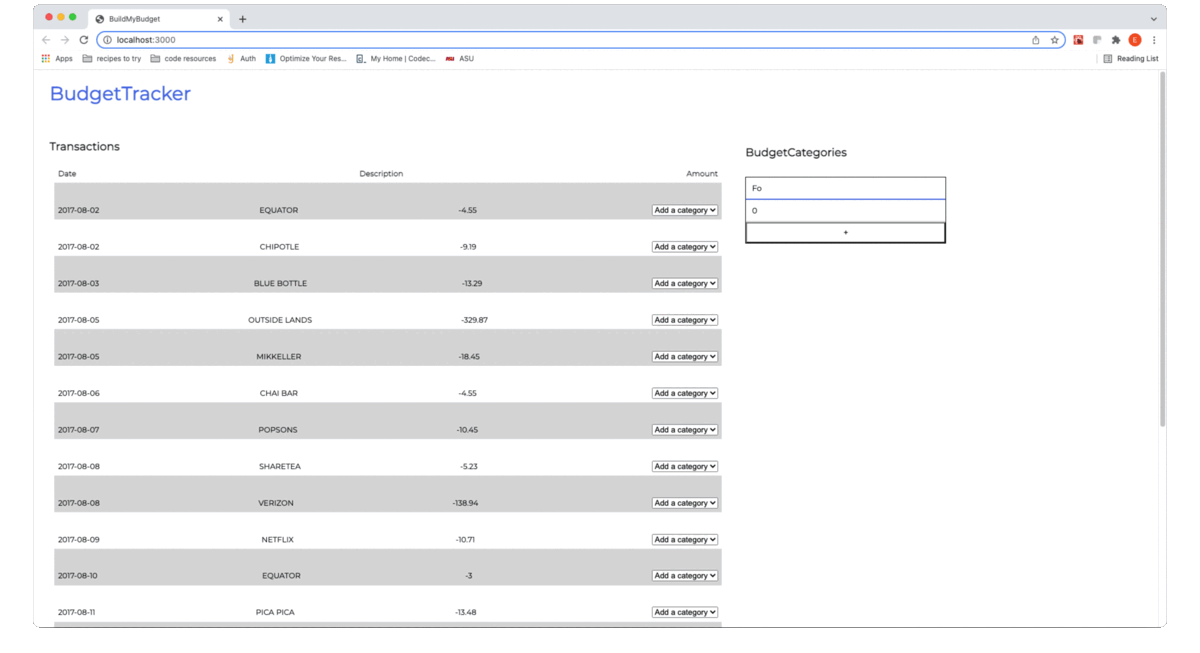 BuildMyBudget
localhost:3000
E
Apps recipes to try code resources Auth Optimize Your Res... My Home | Codec... ASU Reading List
BudgetTracker
Transactions
Date Description Amount
2017-08-02 EQUATOR -4.55 Add a category
2017-08-02 CHIPOTLE -9.19 Add a category
2017-08-03 BLUE BOTTLE -13.29 Add a category
2017-08-05 OUTSIDE LANDS -329.87 Add a category
2017-08-05 MIKKELLER -18.45 Add a category
2017-08-06 CHAI BAR -4.55 Add a category
2017-08-07 POPSONS -10.45 Add a category
2017-08-08 SHARETEA -5.23 Add a category
2017-08-08 VERIZON -138.94 Add a category
2017-08-09 NETFLIX -10.71 Add a category
2017-08-10 EQUATOR -3 Add a category
2017-08-11 PICA PICA -13.48 Add a category
BudgetCategories
Fo
0
+